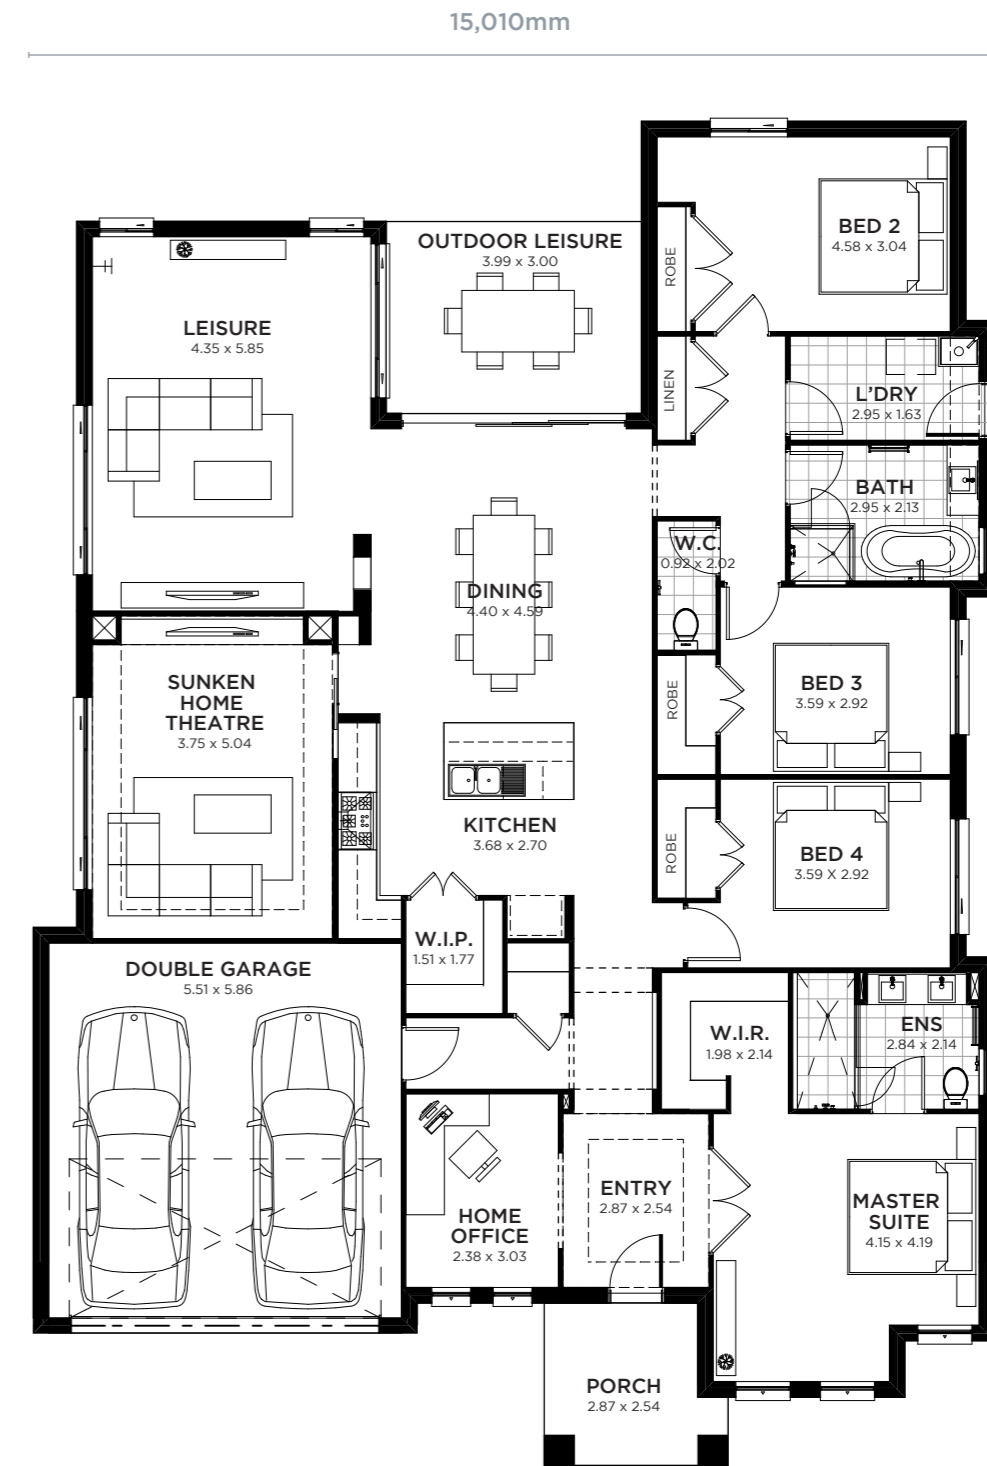 15,010mm
BED 2
4.58 x 3.04
ROBE
OUTDOOR LEISURE
3.99 x 3.00
LEISURE
4.35 x 5.85
LINEN
L'DRY
2.95 x 1.63
BATH
2.95 x 2.13
W.C.
0.92 x 2.02
DINING
4.40 x 4.59
SUNKEN
HOME
THEATRE
3.75 x 5.04
ROBE
BED 3
3.59 x 2.92
KITCHEN
3.68 x 2.70
ROBE
BED 4
3.59 X 2.92
W.I.P.
1.51 x 1.77
DOUBLE GARAGE
5.51 x 5.86
W.I.R.
1.98 x 2.14
ENS
2.84 x 2.14
HOME
OFFICE
2.38 x 3.03
ENTRY
2.87 x 2.54
MASTER
SUITE
4.15 x 4.19
PORCH
2.87 x 2.54